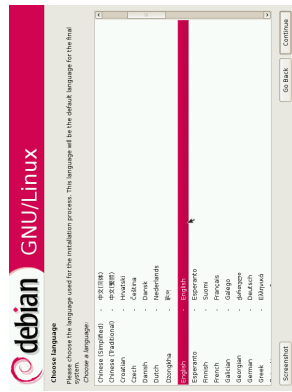 debian GNU/Linux
Choose language
Please choose the language used for the installation process. This language will be the default language for the final
system.
Choose a language:
Chinese (Simplified) - 中文(简体)
Chinese (Traditional) - 中文(繁體)
Croatian - Hrvatski
Czech - Čeština
Danish - Dansk
Dutch - Nederlands
Dzongkha - རྫོང་ཁ
English - English
Esperanto - Esperanto
Finnish - Suomi
French - Français
Galician - Galego
Georgian - ქართული
German - Deutsch
Greek - Ελληνικά
Screenshot
Go Back
Continue